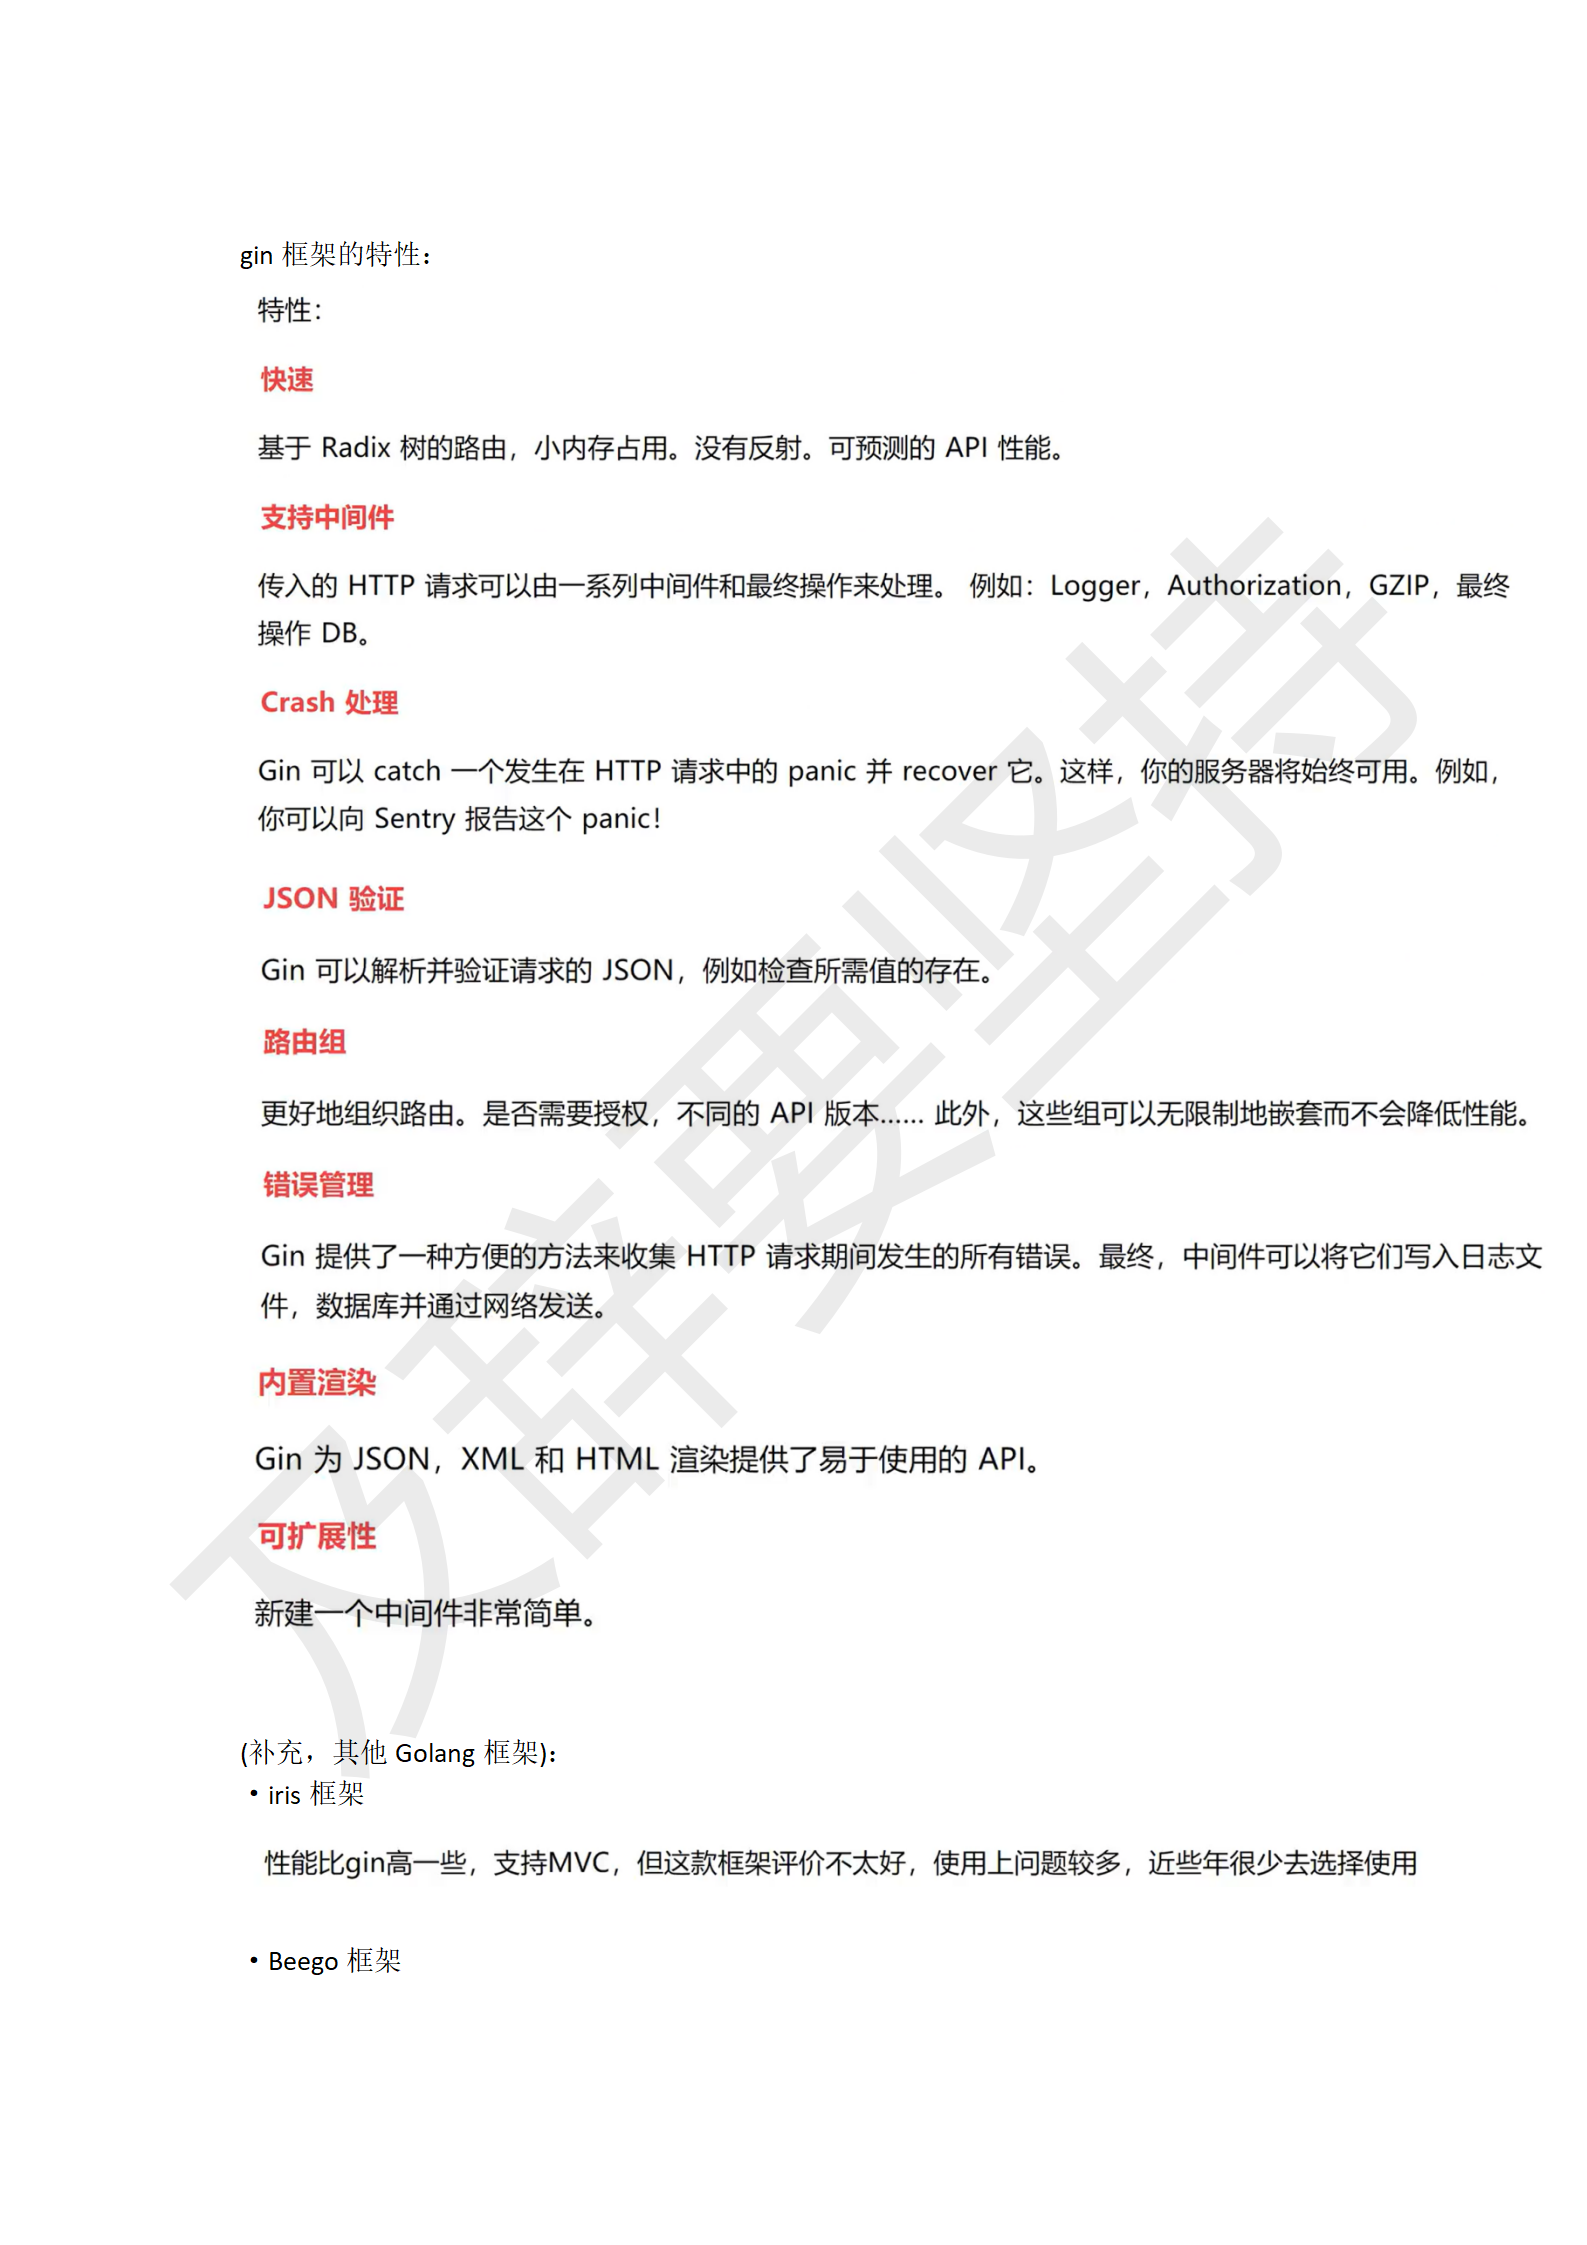 gin 框架的特性：
特性：
快速
基于 Radix 树的路由，小内存占用。没有反射。可预测的 API 性能。
支持中间件
传入的 HTTP 请求可以由一系列中间件和最终操作来处理。 例如：Logger，Authorization，GZIP，最终
操作 DB。
Crash 处理
Gin 可以 catch 一个发生在 HTTP 请求中的 panic 并 recover 它。这样，你的服务器将始终可用。例如，
你可以向 Sentry 报告这个 panic！
JSON 验证
Gin 可以解析并验证请求的 JSON，例如检查所需值的存在。
路由组
更好地组织路由。是否需要授权，不同的 API 版本…… 此外，这些组可以无限制地嵌套而不会降低性能。
错误管理
Gin 提供了一种方便的方法来收集 HTTP 请求期间发生的所有错误。最终，中间件可以将它们写入日志文
件，数据库并通过网络发送。
内置渲染
Gin 为 JSON，XML 和 HTML 渲染提供了易于使用的 API。
可扩展性
新建一个中间件非常简单。
(补充，其他 Golang 框架)：
• iris 框架
性能比gin高一些，支持MVC，但这款框架评价不太好，使用上问题较多，近些年很少去选择使用
• Beego 框架
及辞要坚持